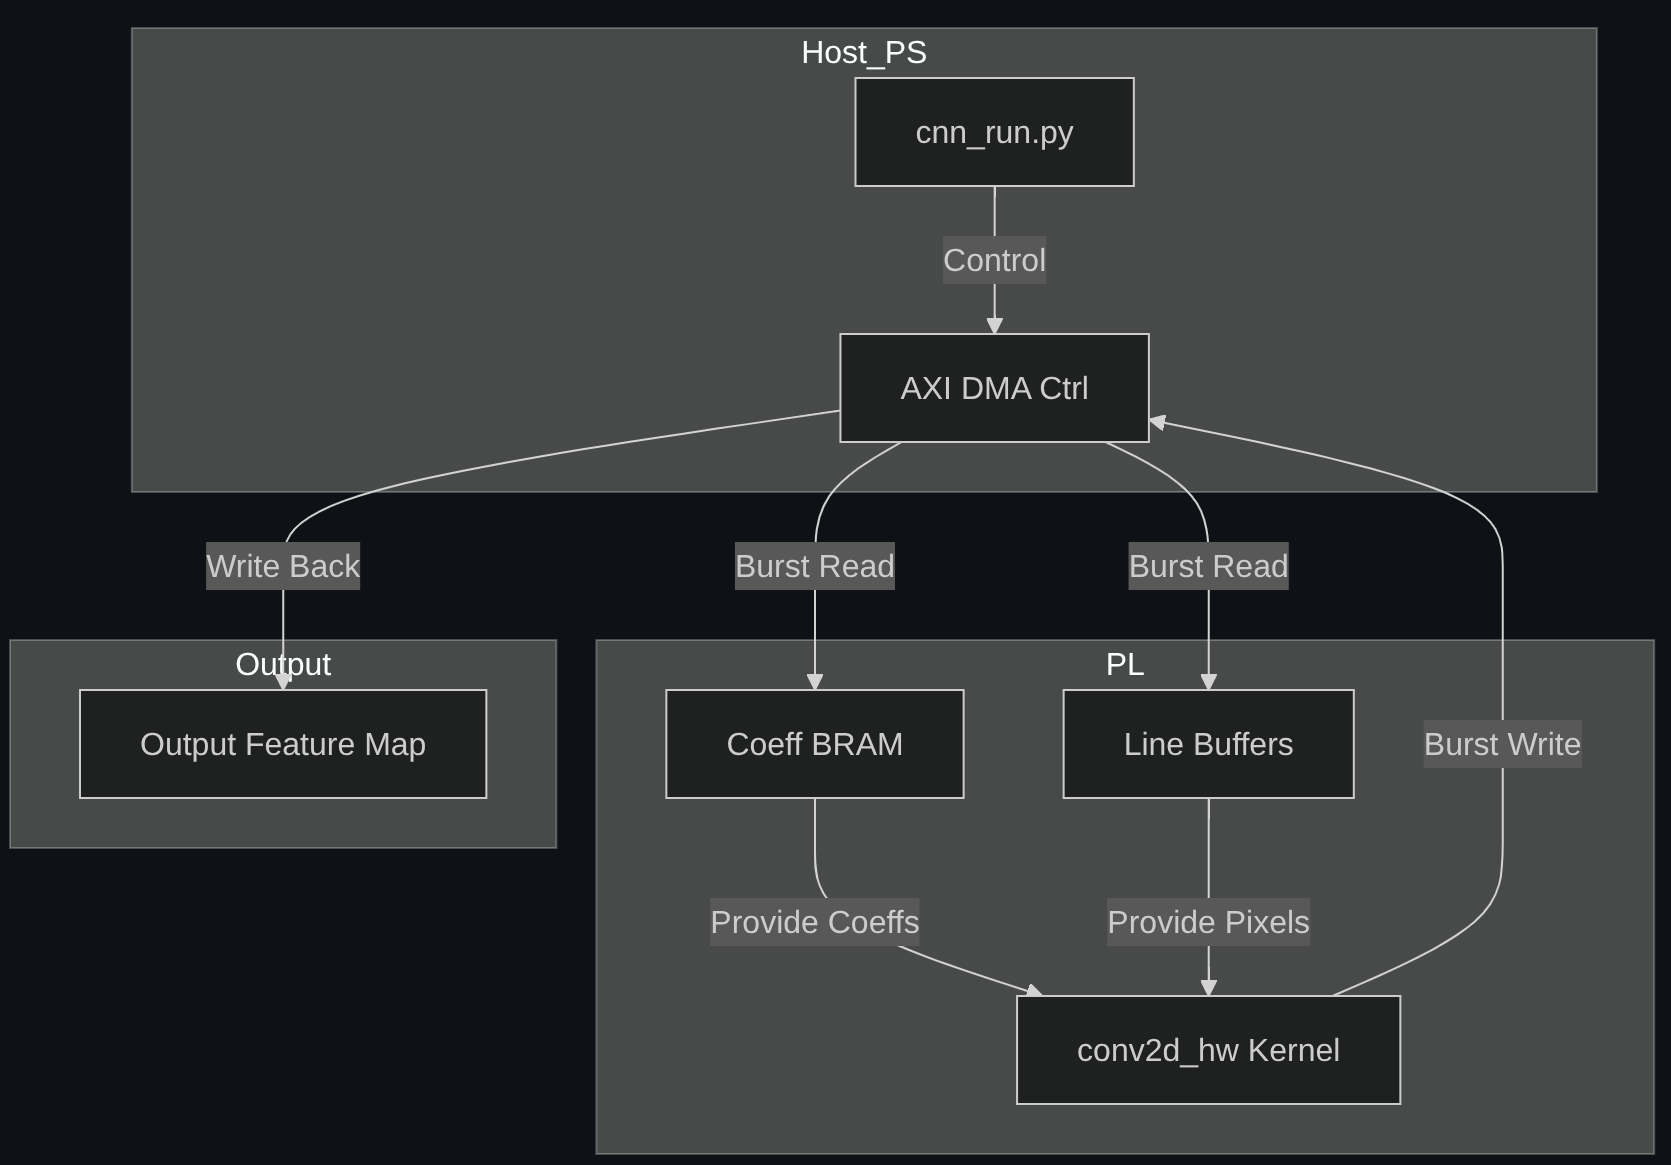 Host_PS
cnn_run.py
Control
AXI DMA Ctrl
Write Back
Burst Read
Burst Read
Output
PL
Output Feature Map
Coeff BRAM
Line Buffers
Burst Write
Provide Coeffs
Provide Pixels
conv2d_hw Kernel